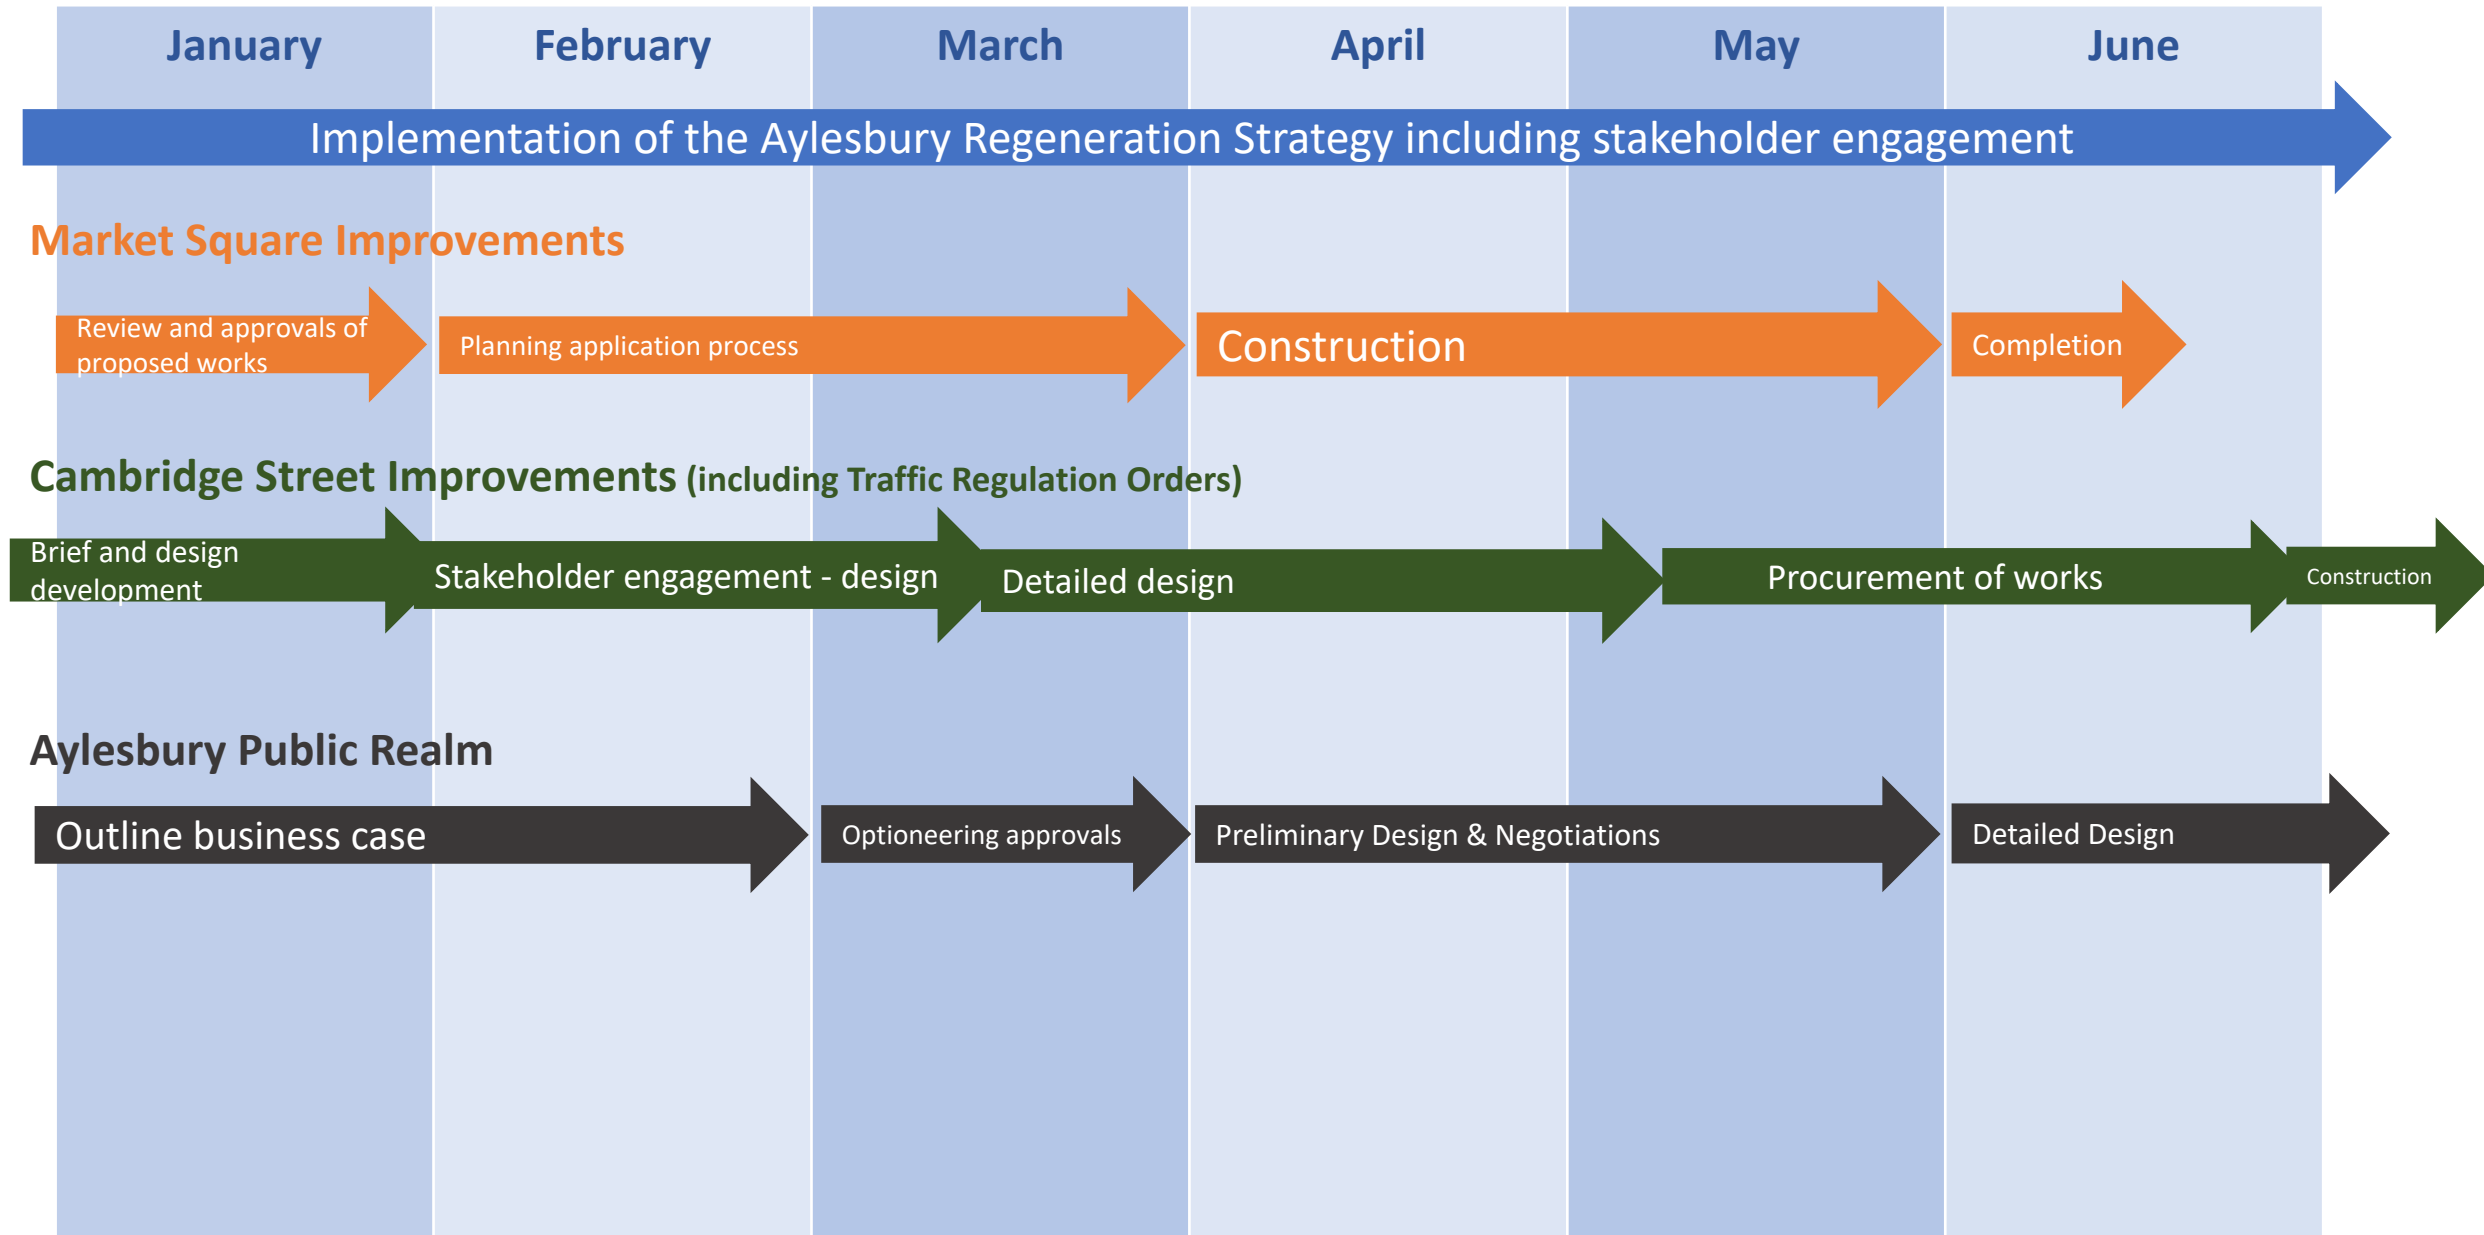 January February March April May June
Implementation of the Aylesbury Regeneration Strategy including stakeholder engagement
Market Square Improvements
Review and approvals of
proposed works
Planning application process
Construction
Completion
Cambridge Street Improvements (including Traffic Regulation Orders)
Brief and design
development
Stakeholder engagement - design
Detailed design
Procurement of works
Construction
Aylesbury Public Realm
Outline business case
Optioneering approvals
Preliminary Design & Negotiations
Detailed Design